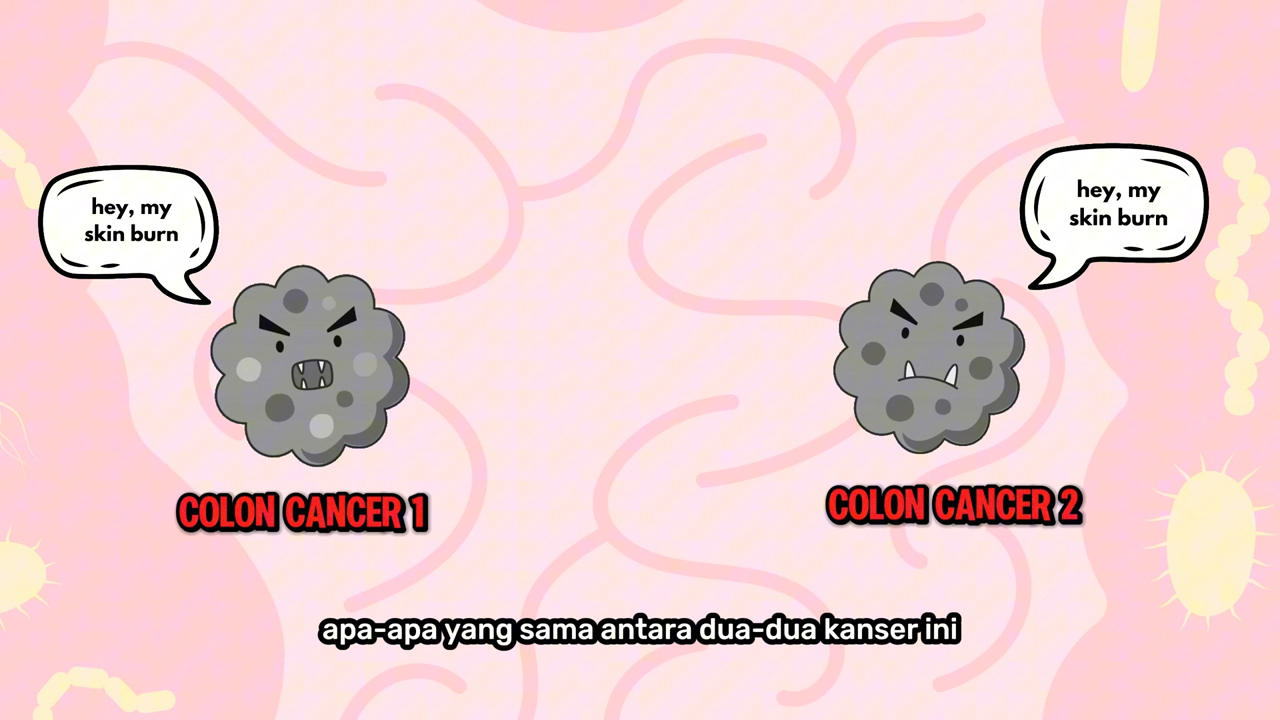 hey, my
skin burn
hey, my
skin burn
COLON CANCER 1
COLON CANCER 2
apa-apa yang sama antara dua-dua kanser ini